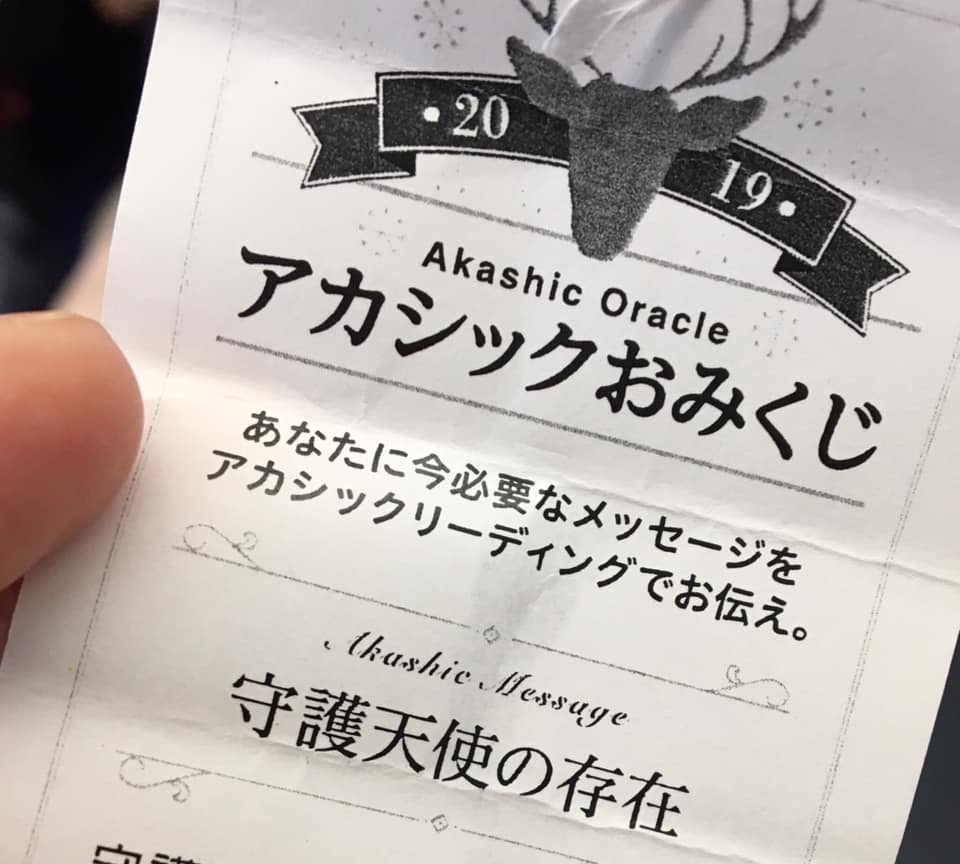 • 20 19 •
Akashic Oracle
アカシックおみくじ
あなたに今必要なメッセージを
アカシックリーディングでお伝え。
Akashic Message
守護天使の存在
守護